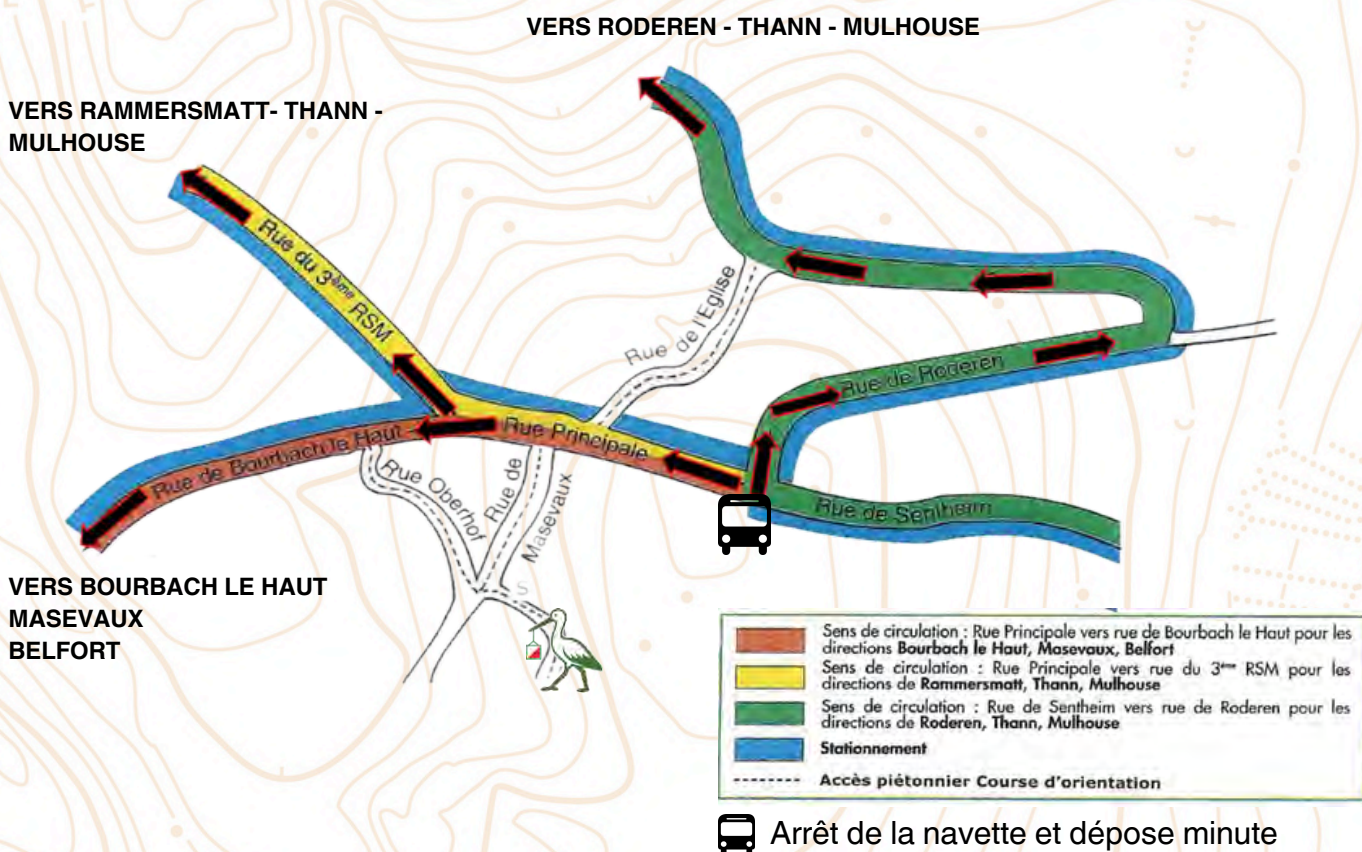 VERS RODEREN - THANN - MULHOUSE
VERS RAMMERSMATT- THANN -
MULHOUSE
Rue du 3ème RSM
Rue de l'Eglise
Rue de Roderen
Rue Principale
Rue de Bourbach le Haut
Rue Oberhof
Rue de
Masevaux
Rue de Sentheim
S
VERS BOURBACH LE HAUT
MASEVAUX
BELFORT
Sens de circulation : Rue Principale vers rue de Bourbach le Haut pour les
directions Bourbach le Haut, Masevaux, Belfort
Sens de circulation : Rue Principale vers rue du 3ème RSM pour les
directions de Rammersmatt, Thann, Mulhouse
Sens de circulation : Rue de Sentheim vers rue de Roderen pour les
directions de Roderen, Thann, Mulhouse
Stationnement
Accès piétonnier Course d'orientation
Arrêt de la navette et dépose minute